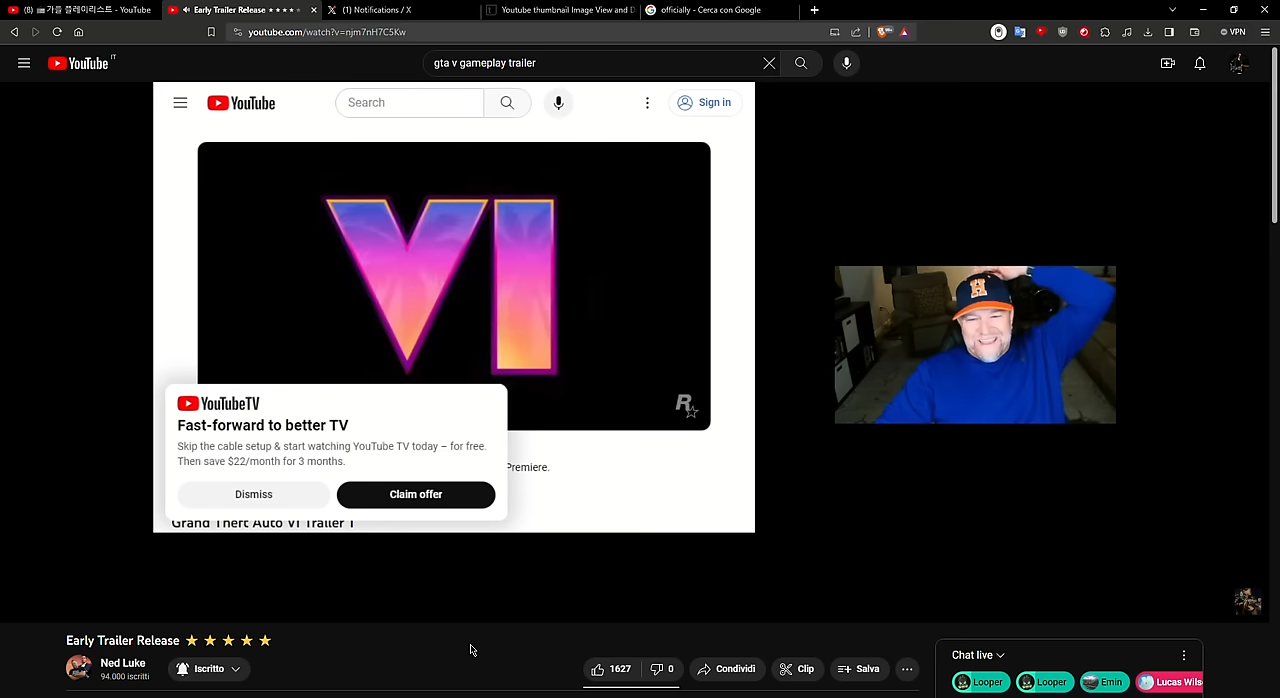 (8) 가을 플레이리스트 - YouTube
Early Trailer Release ★ ★ ★ ★
(1) Notifications / X
Youtube thumbnail Image View and D
officially - Cerca con Google
youtube.com/watch?v=njm7nH7C5Kw
VPN
YouTube IT
gta v gameplay trailer
YouTube
Search
Sign in
VI
H
R
YouTubeTV
Fast-forward to better TV
Skip the cable setup & start watching YouTube TV today – for free.
Then save $22/month for 3 months.
Premiere.
Dismiss
Claim offer
Grand Theft Auto VI Trailer 1
Early Trailer Release ★ ★ ★ ★ ★
Ned Luke
94.000 iscritti
Iscritto
1627
0
Condividi
Clip
Salva
Chat live
Looper
Looper
Emin
Lucas Wils